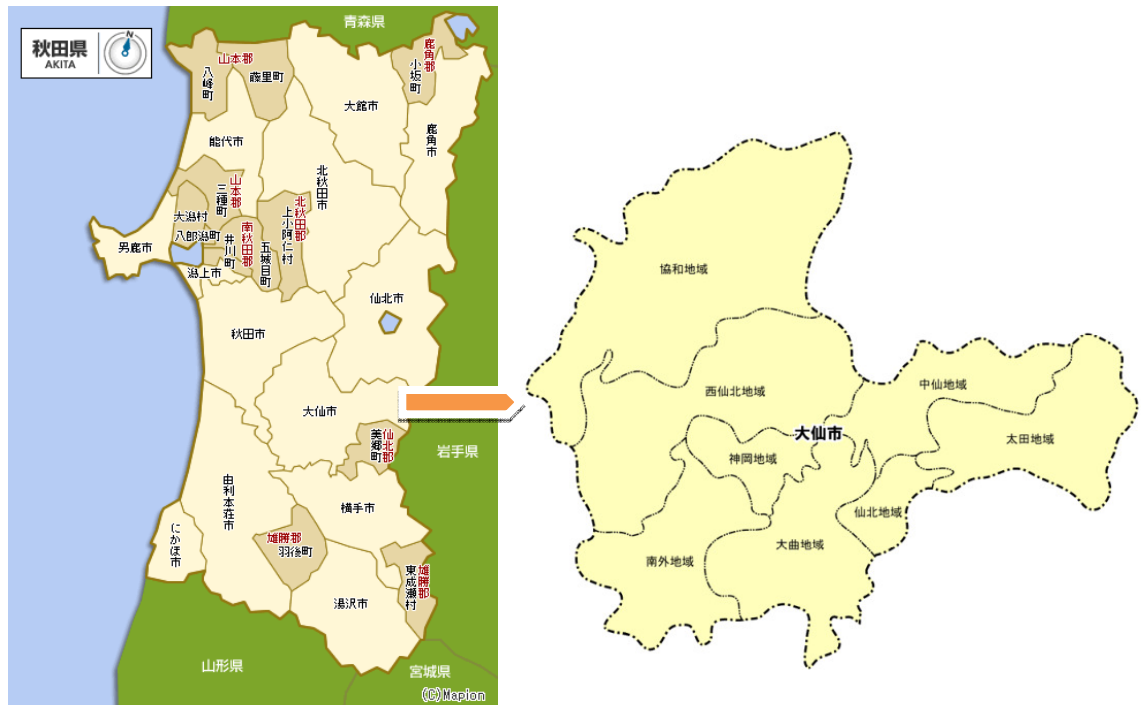 秋田県
AKITA
N
青森県
山本郡
八峰町
藤里町
鹿角郡
小坂町
大館市
鹿角市
能代市
北秋田市
山本郡
三種町
大潟村
八郎潟町
男鹿市
南秋田郡
井川町
五城目町
北秋田郡
上小阿仁村
潟上市
仙北市
秋田市
大仙市
仙北郡
美郷町
岩手県
由利本荘市
横手市
にかほ市
雄勝郡
羽後町
雄勝郡
東成瀬村
湯沢市
山形県
宮城県
(C)Mapion
協和地域
西仙北地域
中仙地域
大仙市
太田地域
神岡地域
仙北地域
大曲地域
南外地域